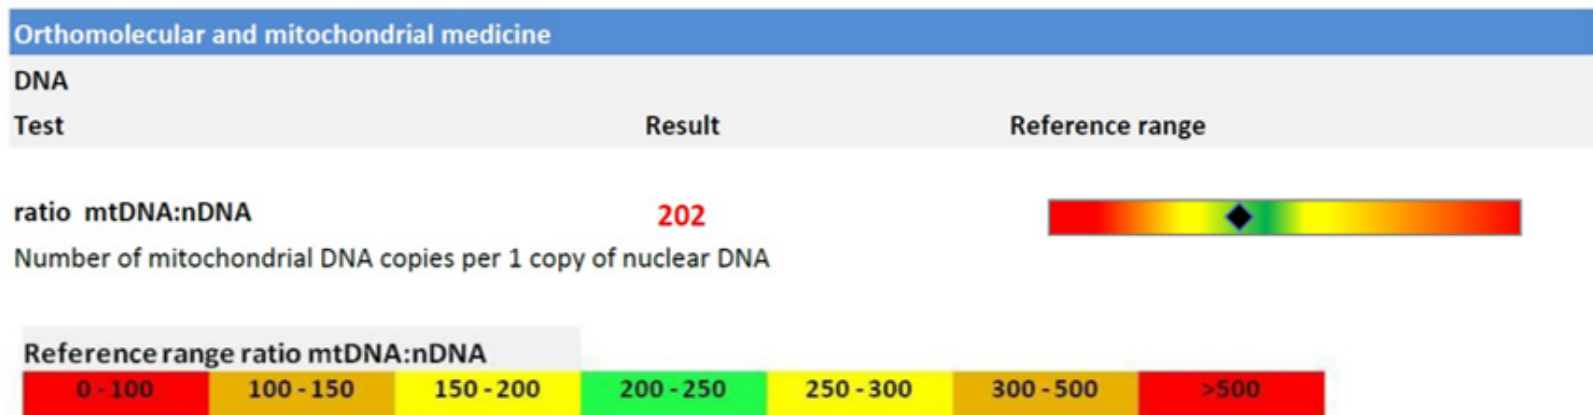 Orthomolecular and mitochondrial medicine
DNA
Test Result Reference range
ratio mtDNA:nDNA 202
Number of mitochondrial DNA copies per 1 copy of nuclear DNA
Reference range ratio mtDNA:nDNA
0 - 100 100 - 150 150 - 200 200 - 250 250 - 300 300 - 500 >500